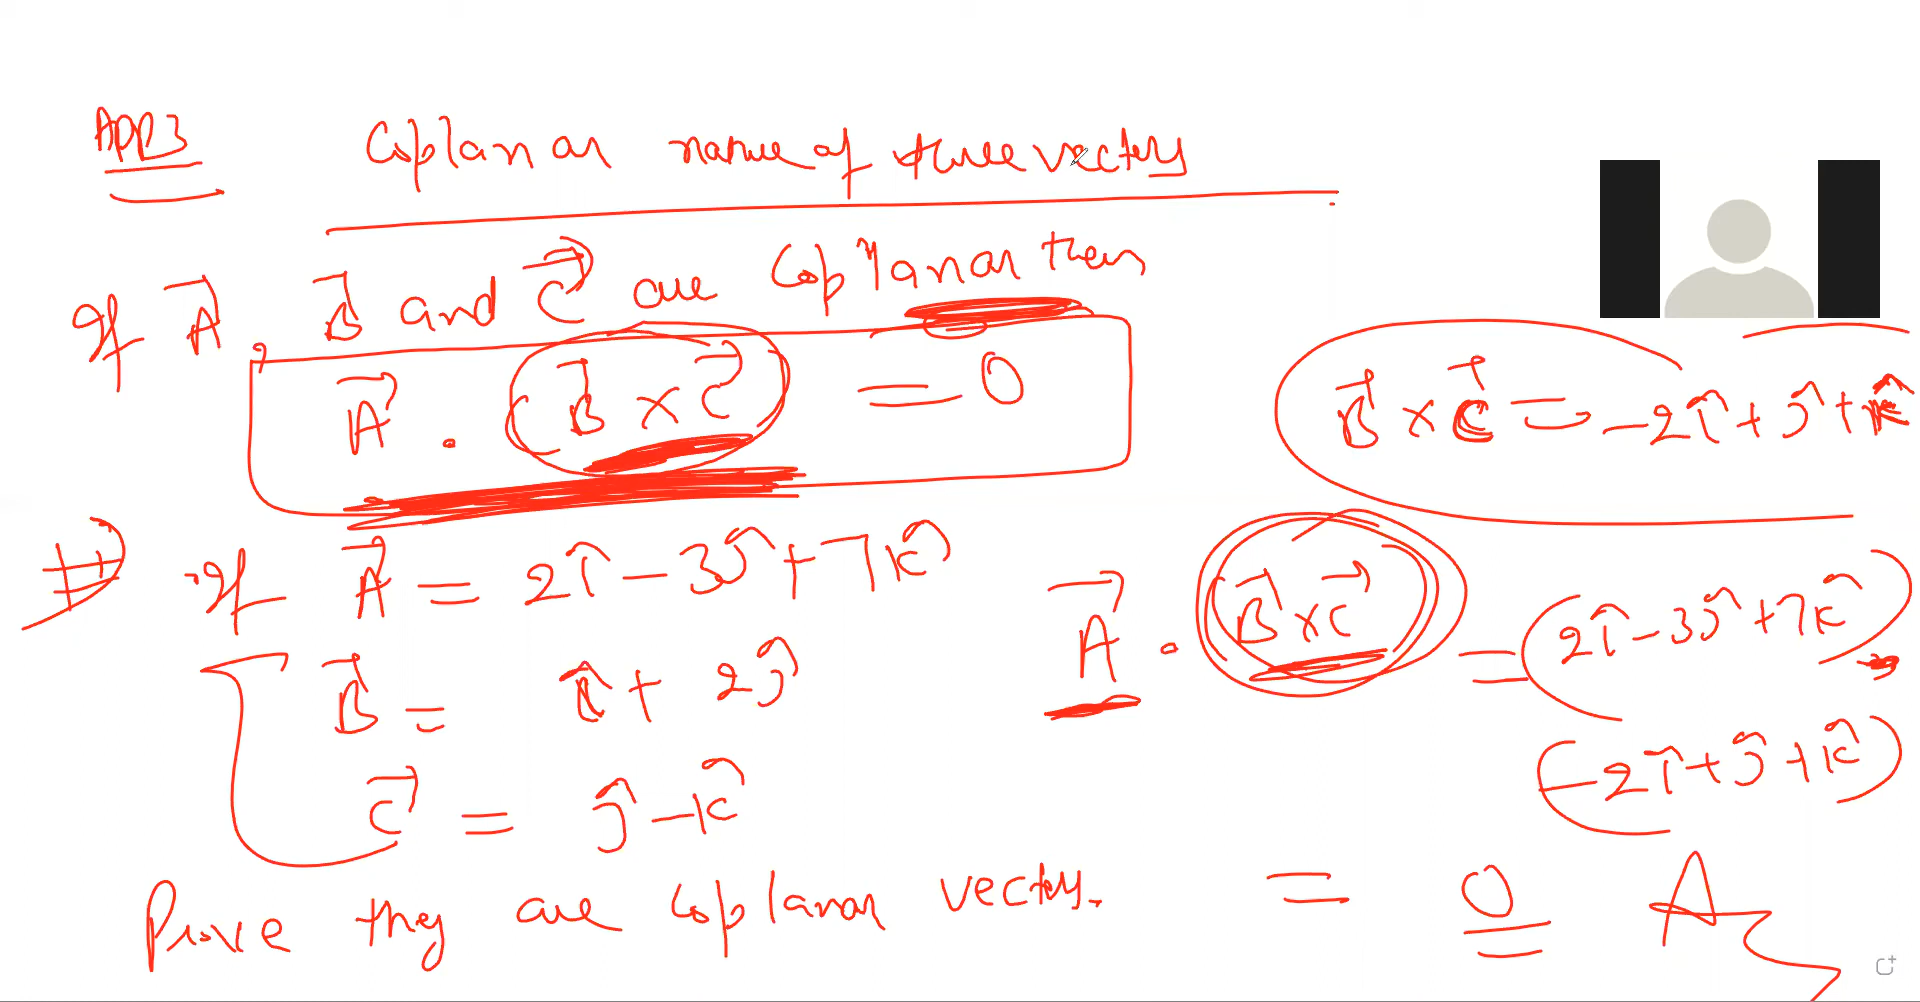 APP3 Coplanar nature of three vectors
If A⃗, B⃗ and C⃗ are coplanar then
A⃗ . (B⃗ × C⃗) = 0
B⃗ × C⃗ = -2î + ĵ + k̂
If A⃗ = 2î - 3ĵ + 7k̂
B⃗ = î + 2ĵ
C⃗ = ĵ - k̂
Prove they are coplanar vectors.
A⃗ . (B⃗ × C⃗) = (2î - 3ĵ + 7k̂) .
(-2î + ĵ + k̂)
= 0 A